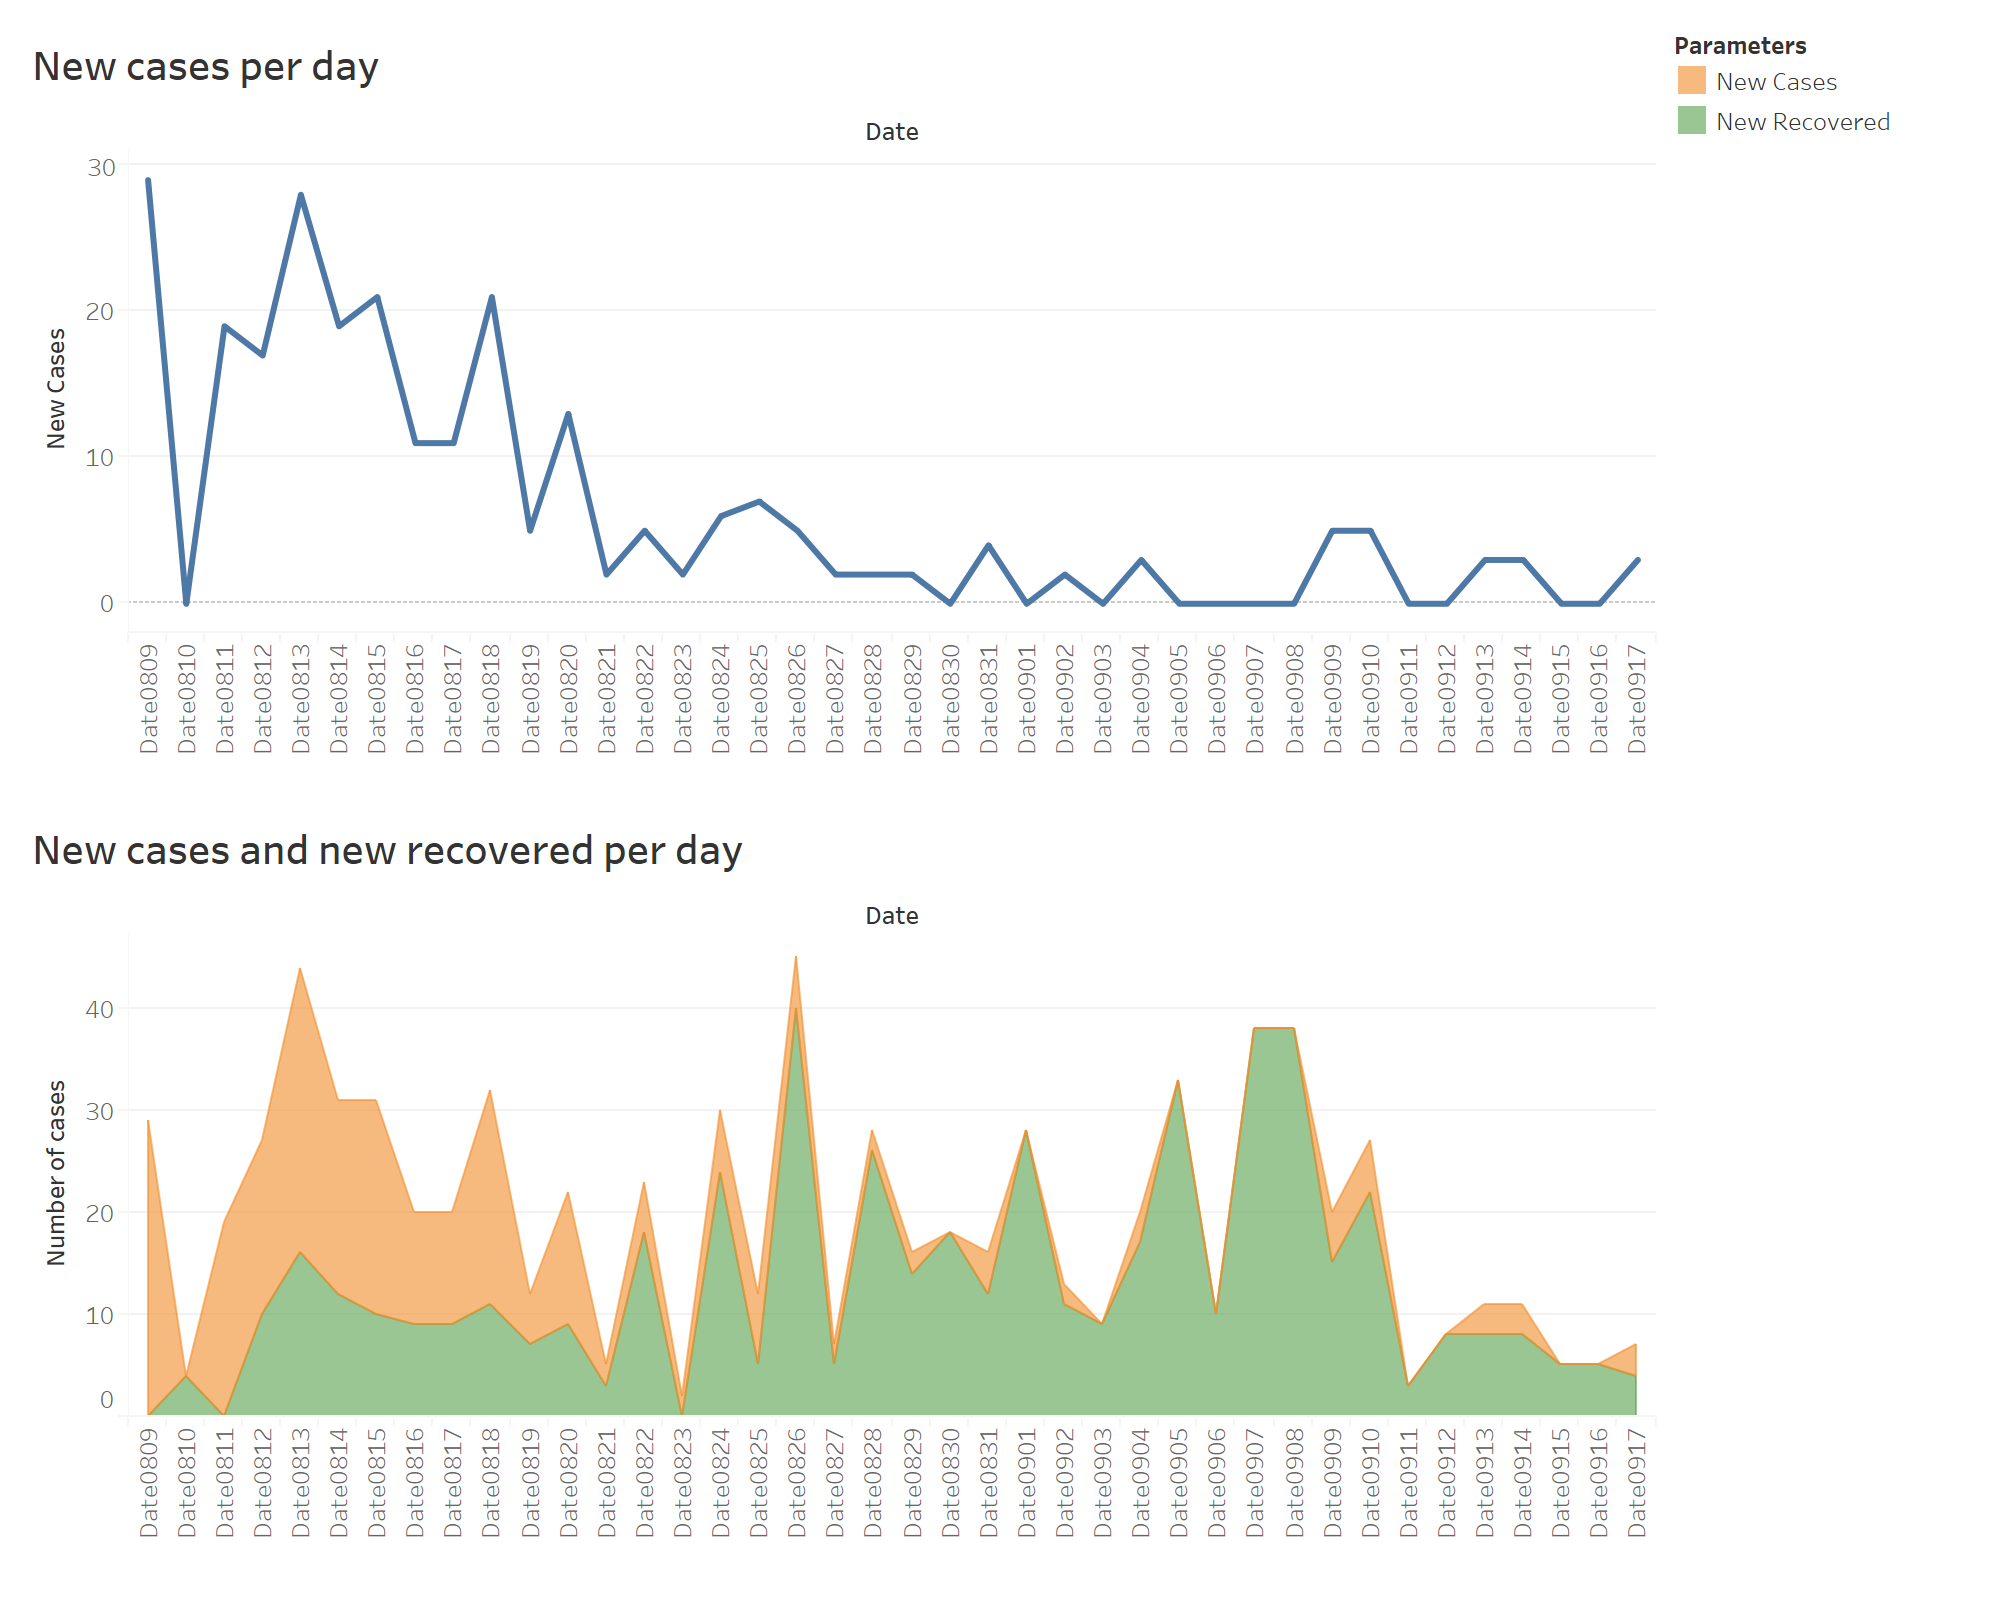 New cases per day
Parameters
New Cases
New Recovered
Date
30
20
10
0
New Cases
Date0809
Date0810
Date0811
Date0812
Date0813
Date0814
Date0815
Date0816
Date0817
Date0818
Date0819
Date0820
Date0821
Date0822
Date0823
Date0824
Date0825
Date0826
Date0827
Date0828
Date0829
Date0830
Date0831
Date0901
Date0902
Date0903
Date0904
Date0905
Date0906
Date0907
Date0908
Date0909
Date0910
Date0911
Date0912
Date0913
Date0914
Date0915
Date0916
Date0917
New cases and new recovered per day
Date
40
30
20
10
0
Number of cases
Date0809
Date0810
Date0811
Date0812
Date0813
Date0814
Date0815
Date0816
Date0817
Date0818
Date0819
Date0820
Date0821
Date0822
Date0823
Date0824
Date0825
Date0826
Date0827
Date0828
Date0829
Date0830
Date0831
Date0901
Date0902
Date0903
Date0904
Date0905
Date0906
Date0907
Date0908
Date0909
Date0910
Date0911
Date0912
Date0913
Date0914
Date0915
Date0916
Date0917